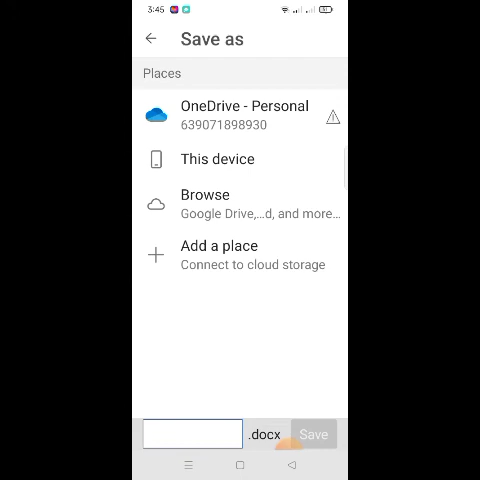 3:45
Save as
Places
OneDrive - Personal
639071898930
This device
Browse
Google Drive,...d, and more...
Add a place
Connect to cloud storage
.docx
Save